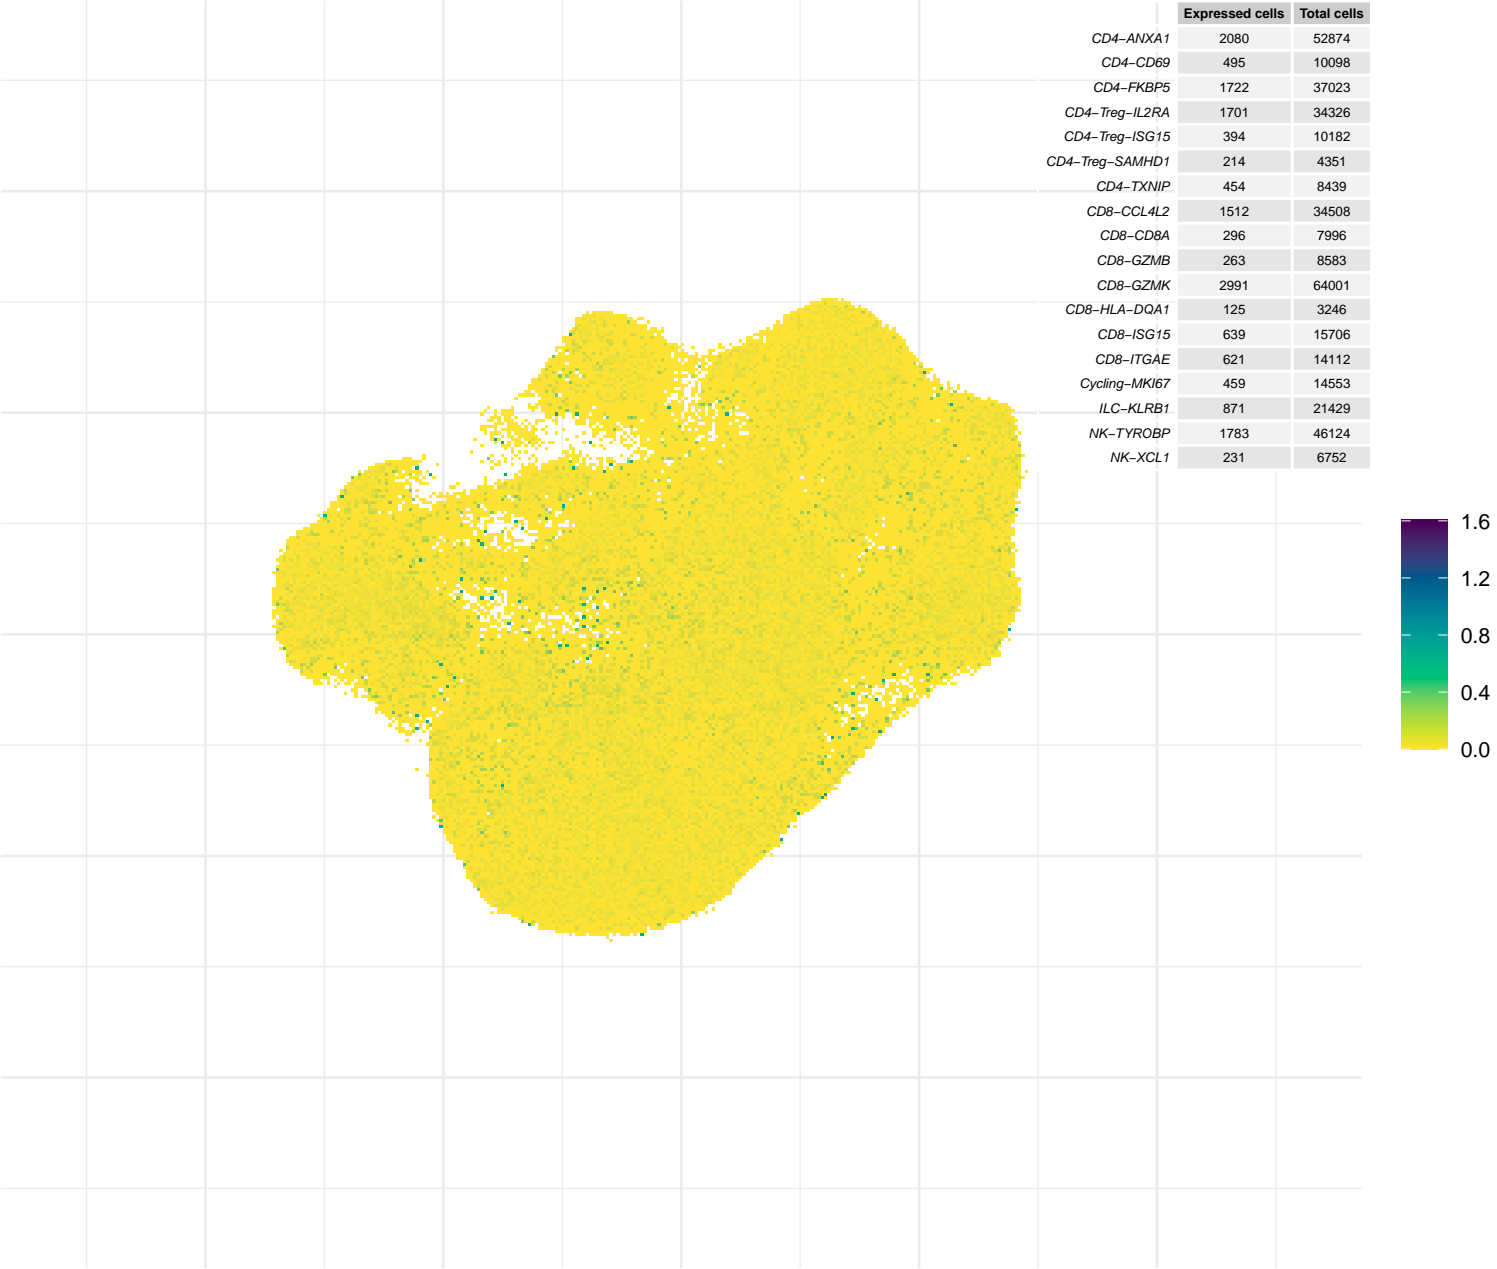 Expressed cells Total cells
CD4−ANXA1 2080 52874
CD4−CD69 495 10098
CD4−FKBP5 1722 37023
CD4−Treg−IL2RA 1701 34326
CD4−Treg−ISG15 394 10182
CD4−Treg−SAMHD1 214 4351
CD4−TXNIP 454 8439
CD8−CCL4L2 1512 34508
CD8−CD8A 296 7996
CD8−GZMB 263 8583
CD8−GZMK 2991 64001
CD8−HLA−DQA1 125 3246
CD8−ISG15 639 15706
CD8−ITGAE 621 14112
Cycling−MKI67 459 14553
ILC−KLRB1 871 21429
NK−TYROBP 1783 46124
NK−XCL1 231 6752
1.6
1.2
0.8
0.4
0.0